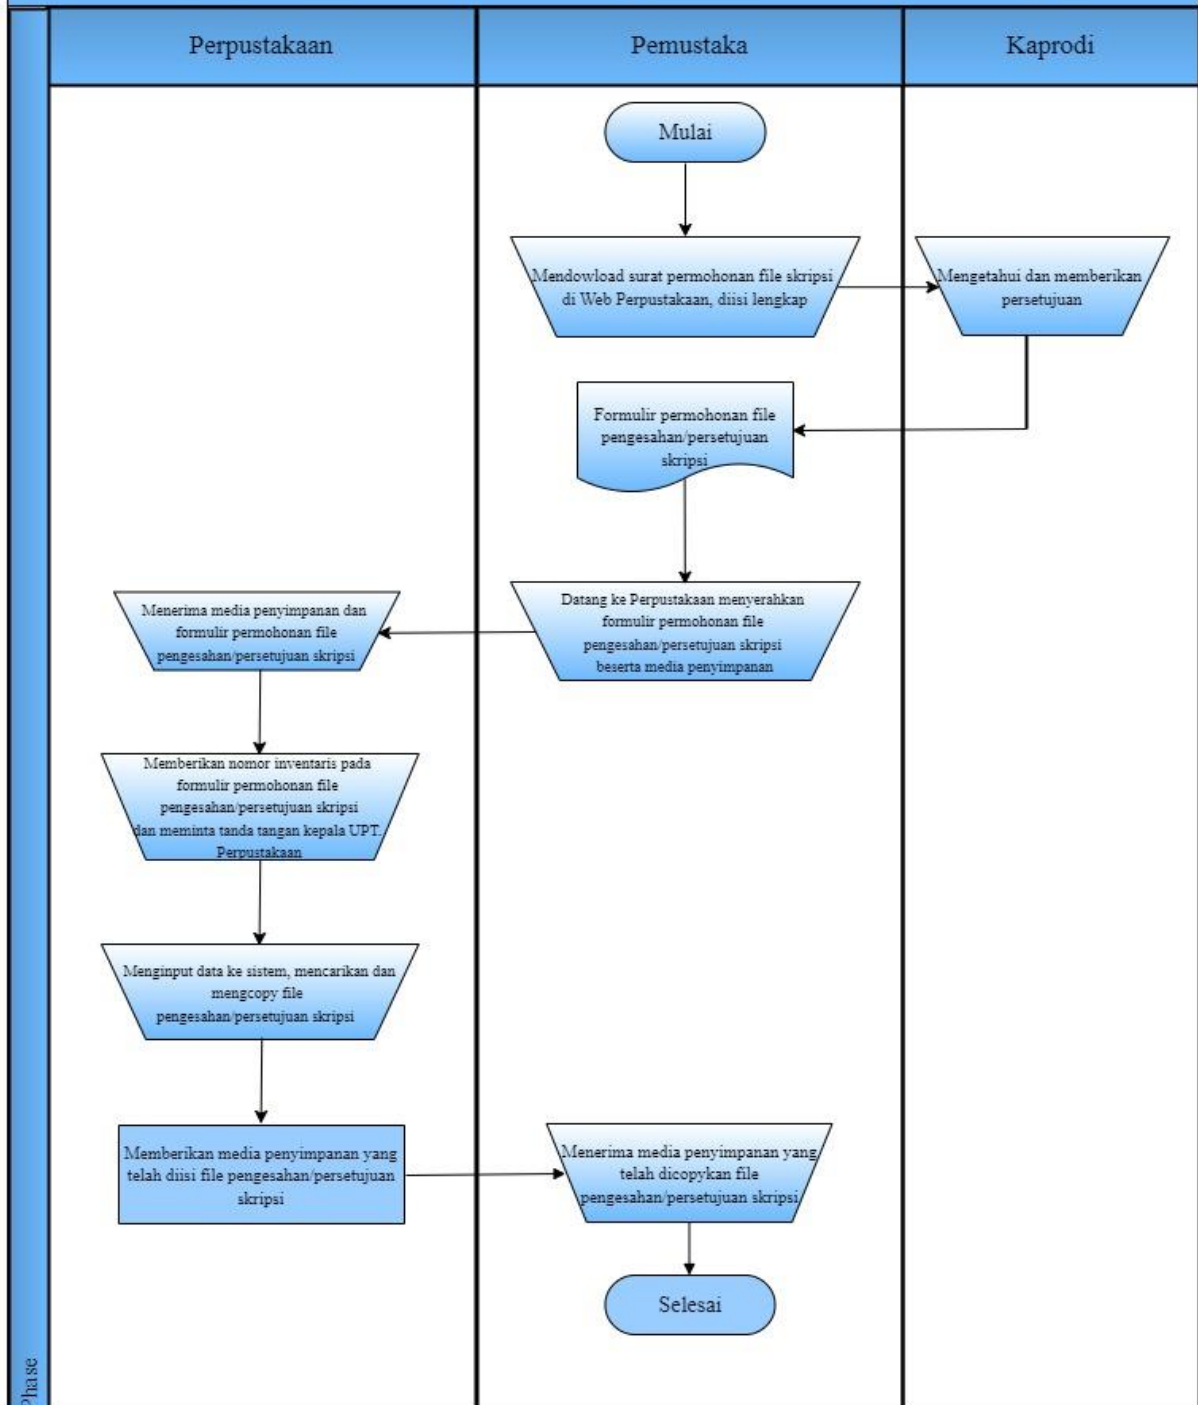 Perpustakaan
Pemustaka
Kaprodi
Mulai
Mendowload surat permohonan file skripsi
di Web Perpustakaan, diisi lengkap
Mengetahui dan memberikan
persetujuan
Formulir permohonan file
pengesahan/persetujuan
skripsi
Datang ke Perpustakaan menyerahkan
formulir permohonan file
pengesahan/persetujuan skripsi
beserta media penyimpanan
Menerima media penyimpanan dan
formulir permohonan file
pengesahan/persetujuan skripsi
Memberikan nomor inventaris pada
formulir permohonan file
pengesahan/persetujuan skripsi
dan meminta tanda tangan kepala UPT.
Perpustakaan
Menginput data ke sistem, mencarikan dan
mengcopy file
pengesahan/persetujuan skripsi
Memberikan media penyimpanan yang
telah diisi file pengesahan/persetujuan
skripsi
Menerima media penyimpanan yang
telah dicopykan file
pengesahan/persetujuan skripsi
Selesai
Phase